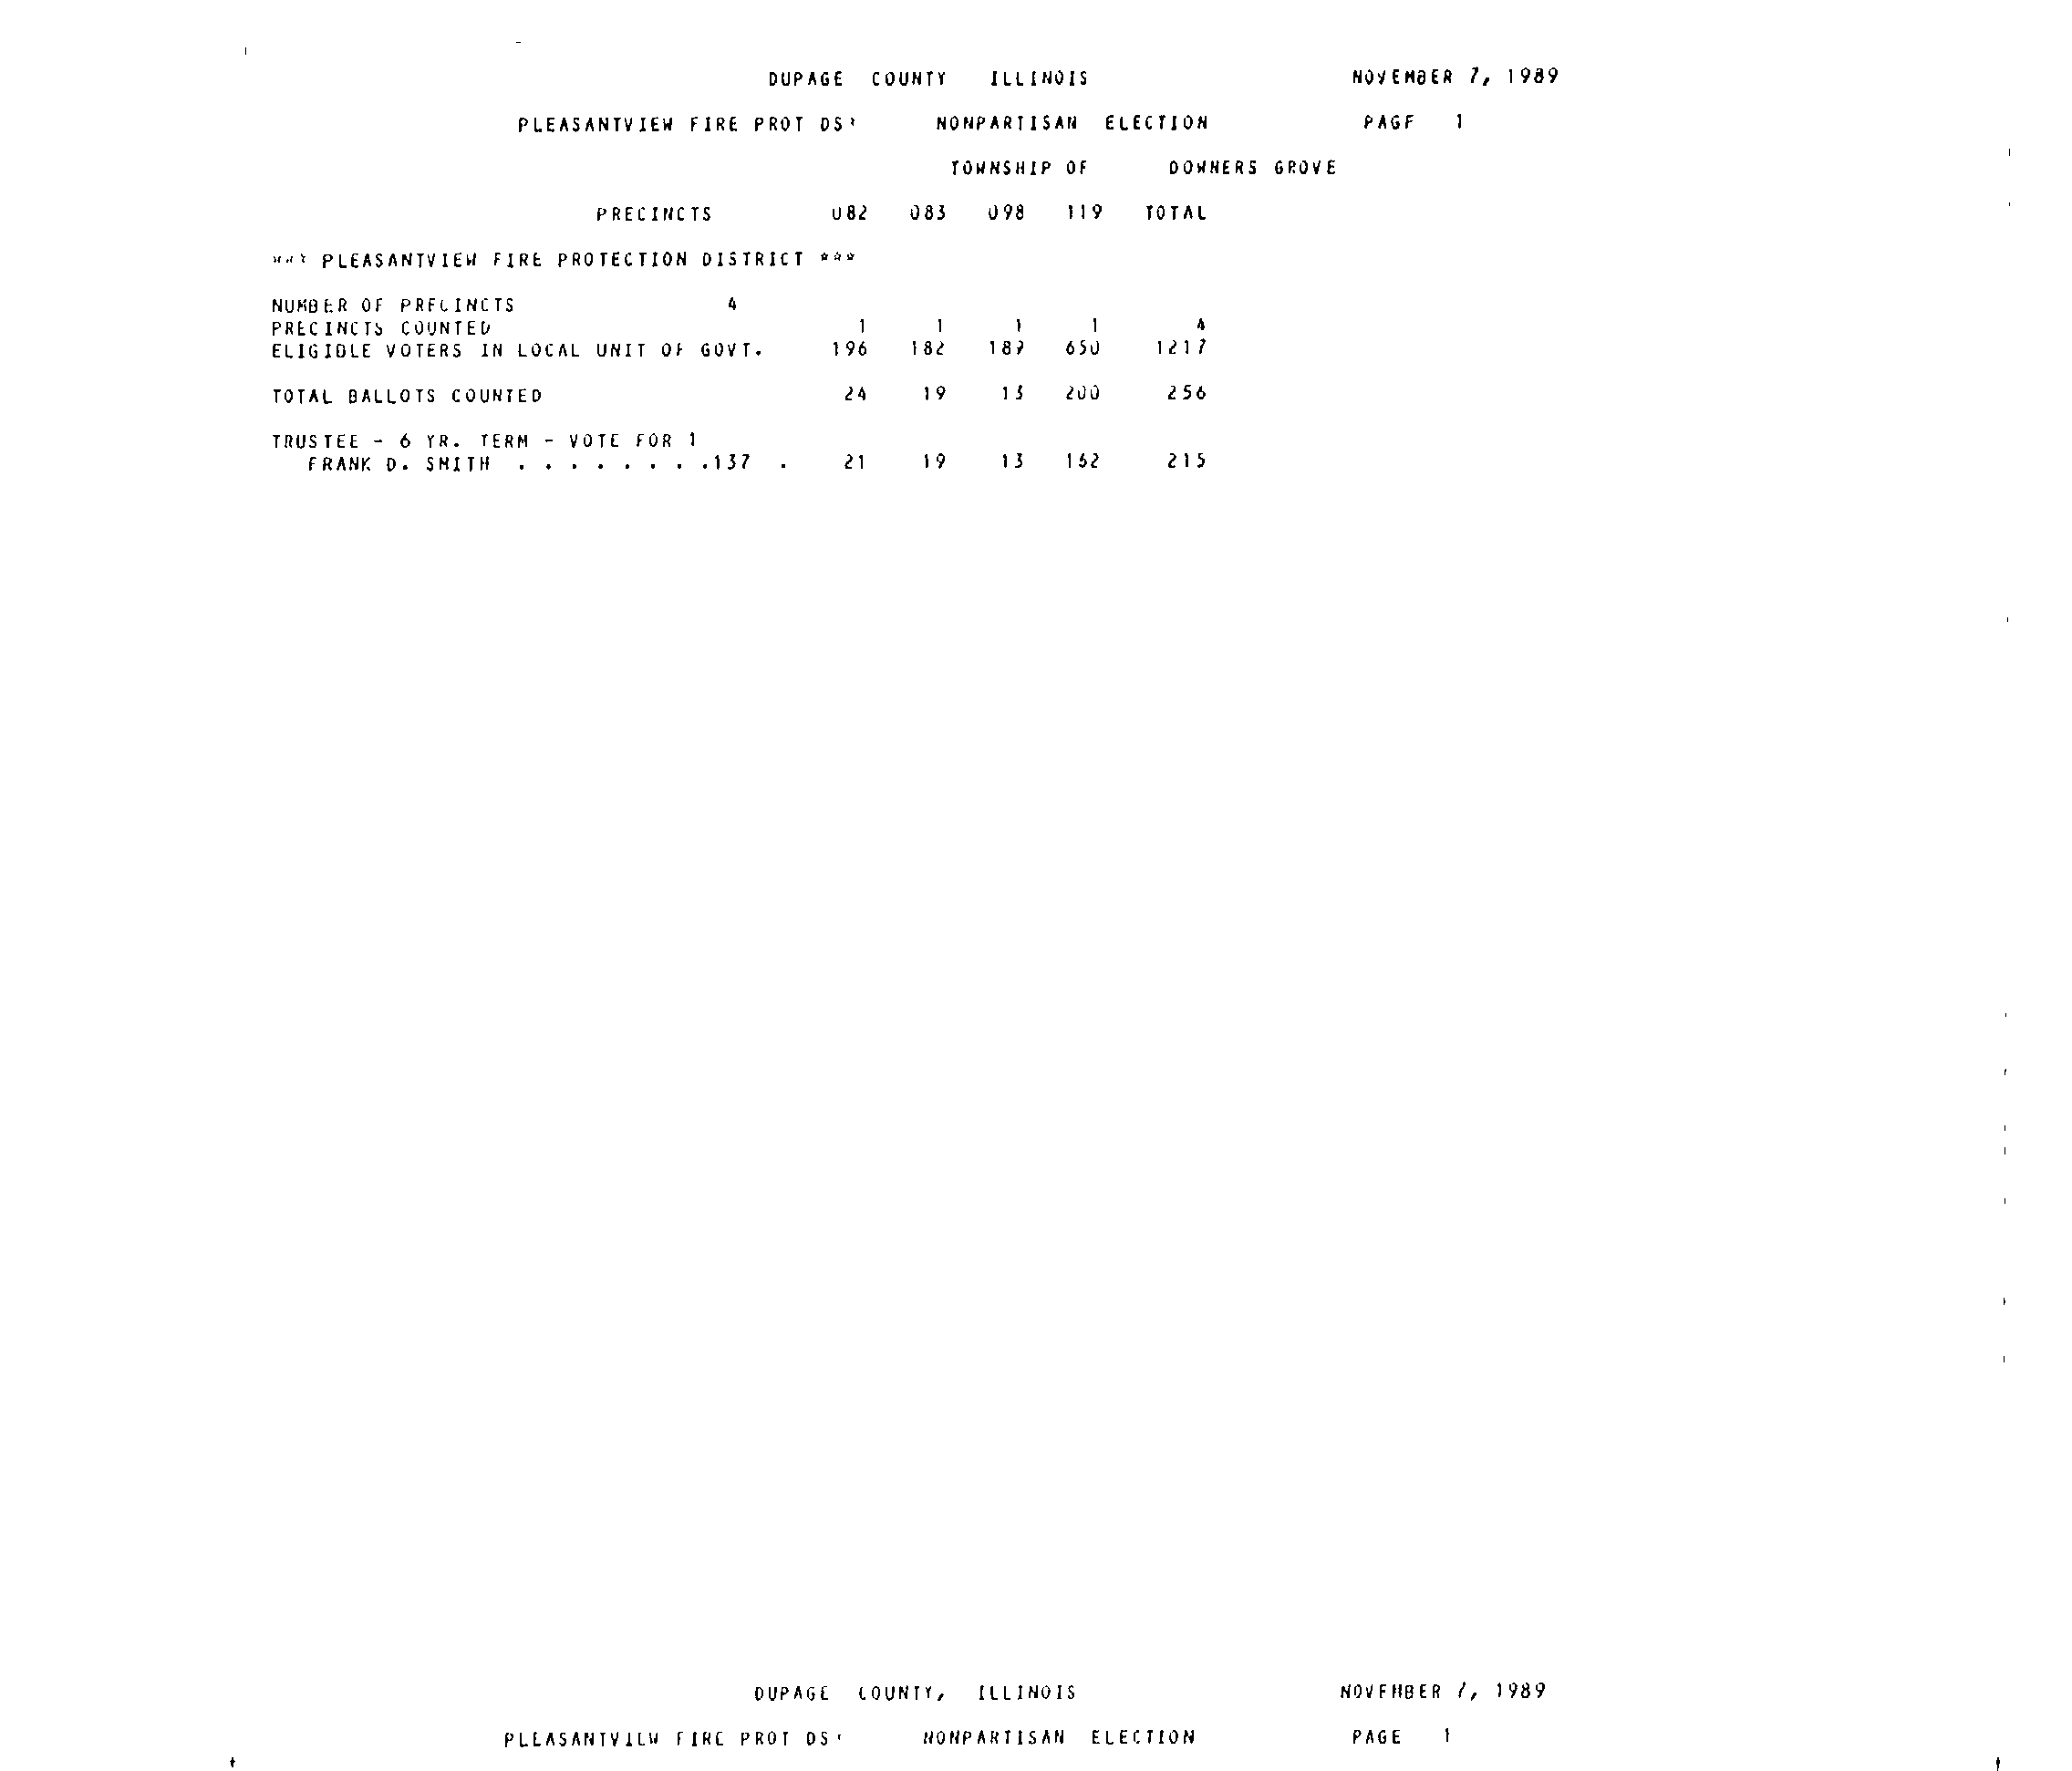 DUPAGE COUNTY ILLINOIS NOVEMBER 7, 1989
PLEASANTVIEW FIRE PROT DS* NONPARTISAN ELECTION PAGE 1
TOWNSHIP OF DOWNERS GROVE
PRECINCTS 082 083 098 119 TOTAL
*** PLEASANTVIEW FIRE PROTECTION DISTRICT ***
NUMBER OF PRECINCTS 4
PRECINCTS COUNTED 1 1 1 1 4
ELIGIBLE VOTERS IN LOCAL UNIT OF GOVT. 196 182 189 650 1217
TOTAL BALLOTS COUNTED 24 19 13 200 256
TRUSTEE - 6 YR. TERM - VOTE FOR 1
FRANK D. SMITH . . . . . . . .137 . 21 19 13 162 215
DUPAGE COUNTY, ILLINOIS NOVEMBER 7, 1989
PLEASANTVIEW FIRE PROT DS* NONPARTISAN ELECTION PAGE 1